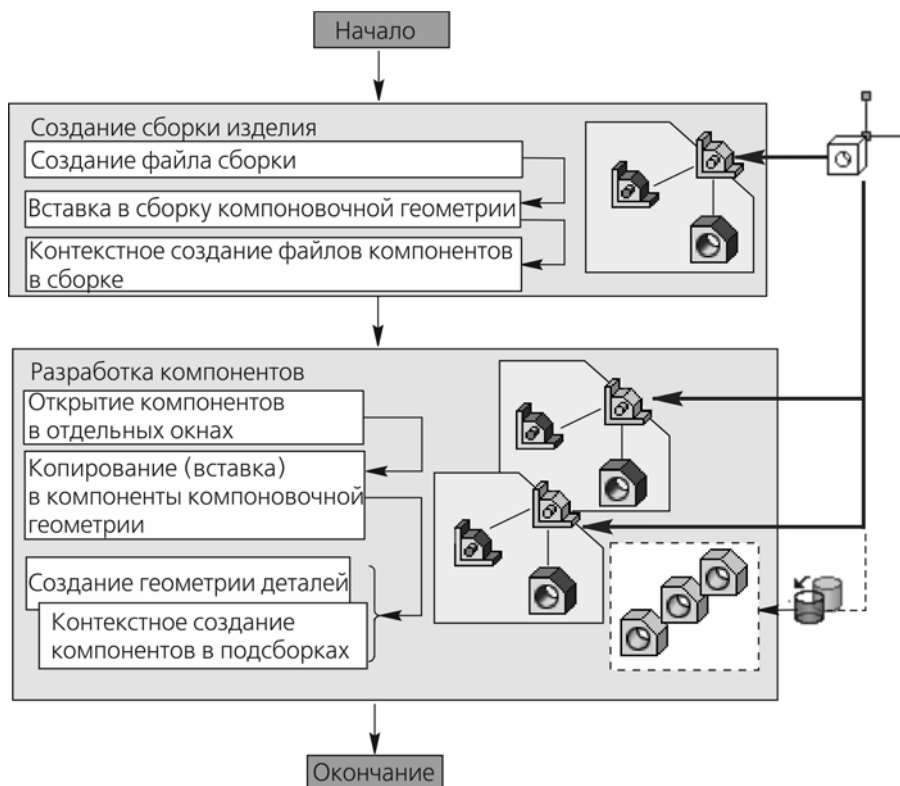 Начало
Создание сборки изделия
Создание файла сборки
Вставка в сборку компоновочной геометрии
Контекстное создание файлов компонентов
в сборке
Разработка компонентов
Открытие компонентов
в отдельных окнах
Копирование (вставка)
в компоненты компоновочной
геометрии
Создание геометрии деталей
Контекстное создание
компонентов в подсборках
Окончание